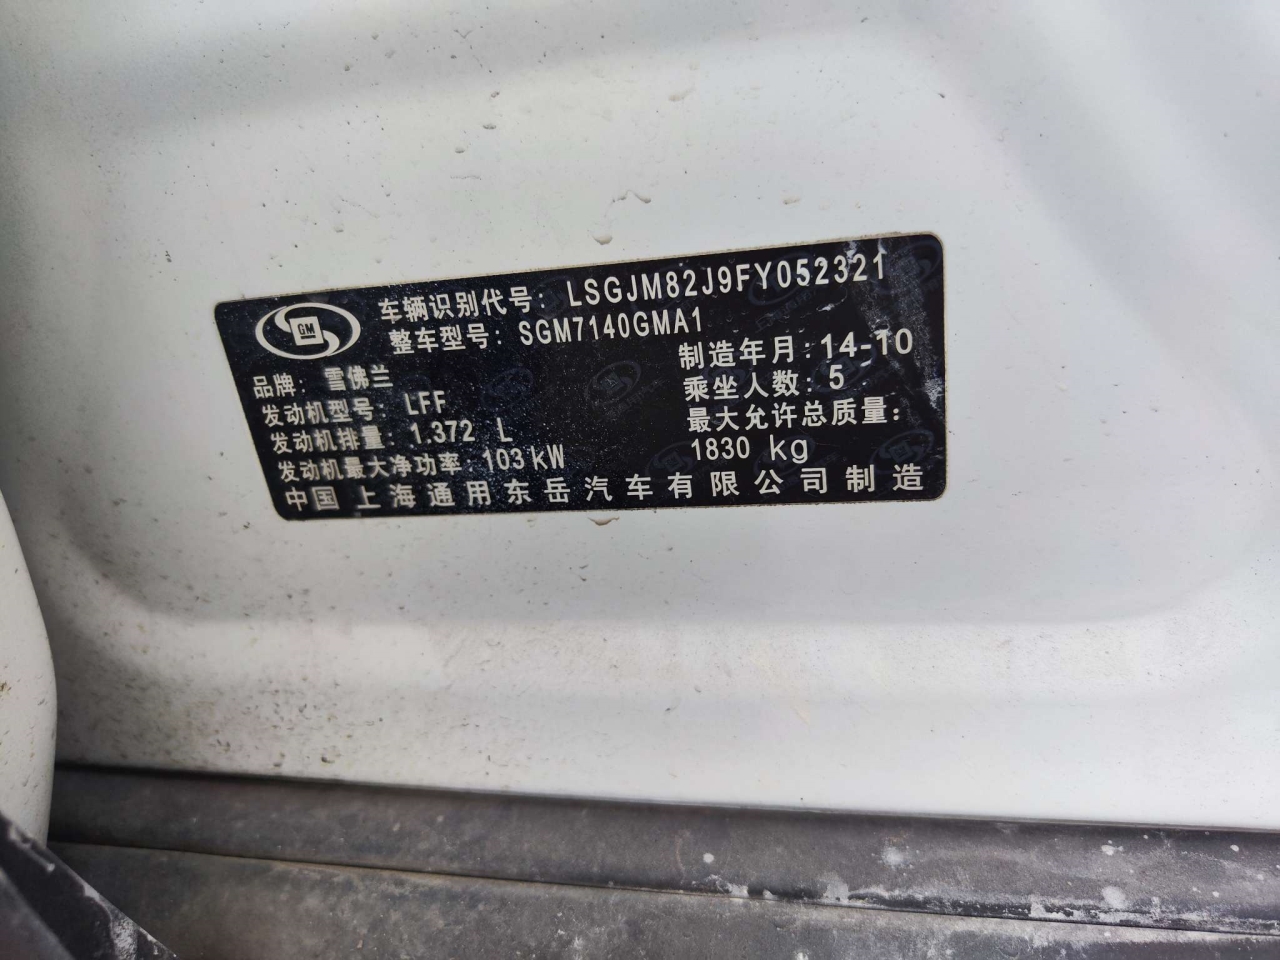 GM
车辆识别代号: LSGJM82J9FY052321
整车型号: SGM7140GMA1
品牌: 雪佛兰
制造年月:14-10
发动机型号: LFF
乘坐人数: 5
发动机排量: 1.372 L
最大允许总质量:
发动机最大净功率: 103kW
1830 kg
中国上海通用东岳汽车有限公司制造